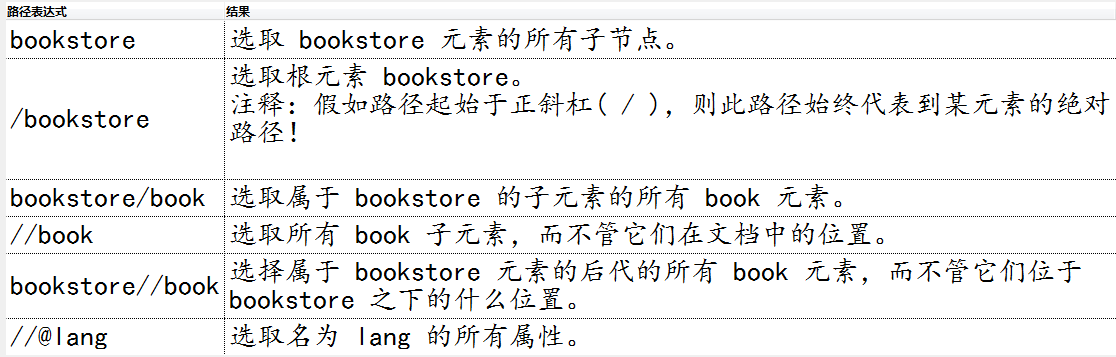 路径表达式 结果
bookstore 选取 bookstore 元素的所有子节点。
选取根元素 bookstore。
/bookstore 注释：假如路径起始于正斜杠( / )，则此路径始终代表到某元素的绝对
路径！
bookstore/book 选取属于 bookstore 的子元素的所有 book 元素。
//book 选取所有 book 子元素，而不管它们在文档中的位置。
bookstore//book 选择属于 bookstore 元素的后代的所有 book 元素，而不管它们位于
bookstore 之下的什么位置。
//@lang 选取名为 lang 的所有属性。